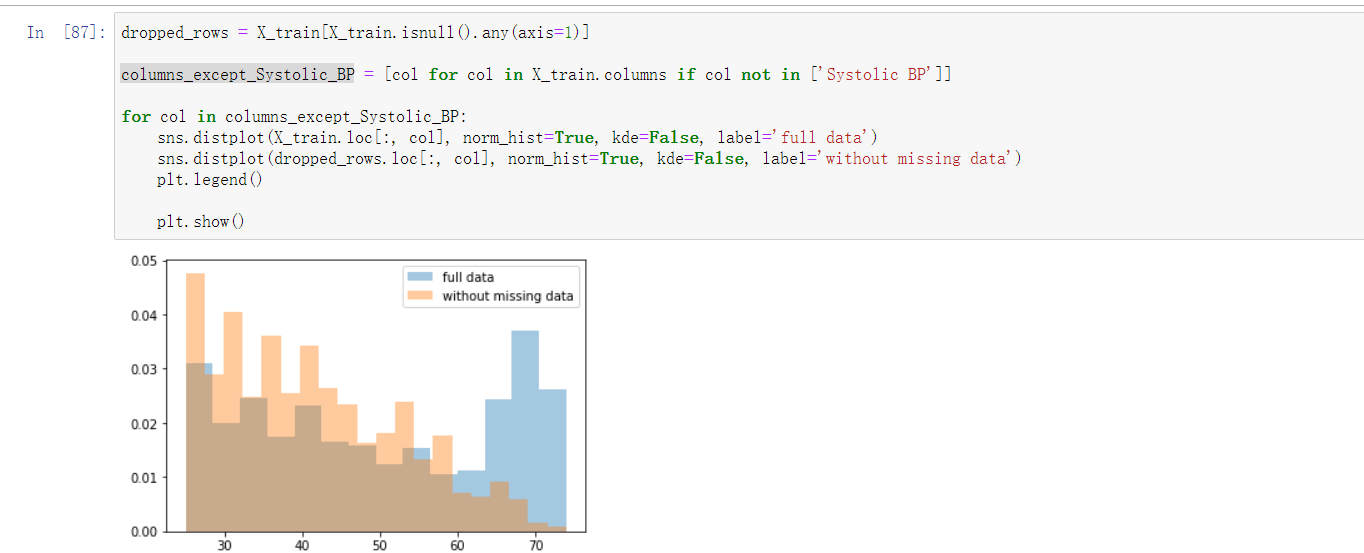 In [87]: dropped_rows = X_train[X_train.isnull().any(axis=1)]
columns_except_Systolic_BP = [col for col in X_train.columns if col not in ['Systolic BP']]
for col in columns_except_Systolic_BP:
sns.distplot(X_train.loc[:, col], norm_hist=True, kde=False, label='full data')
sns.distplot(dropped_rows.loc[:, col], norm_hist=True, kde=False, label='without missing data')
plt.legend()
plt.show()
0.05
full data
without missing data
0.04
0.03
0.02
0.01
0.00
30 40 50 60 70